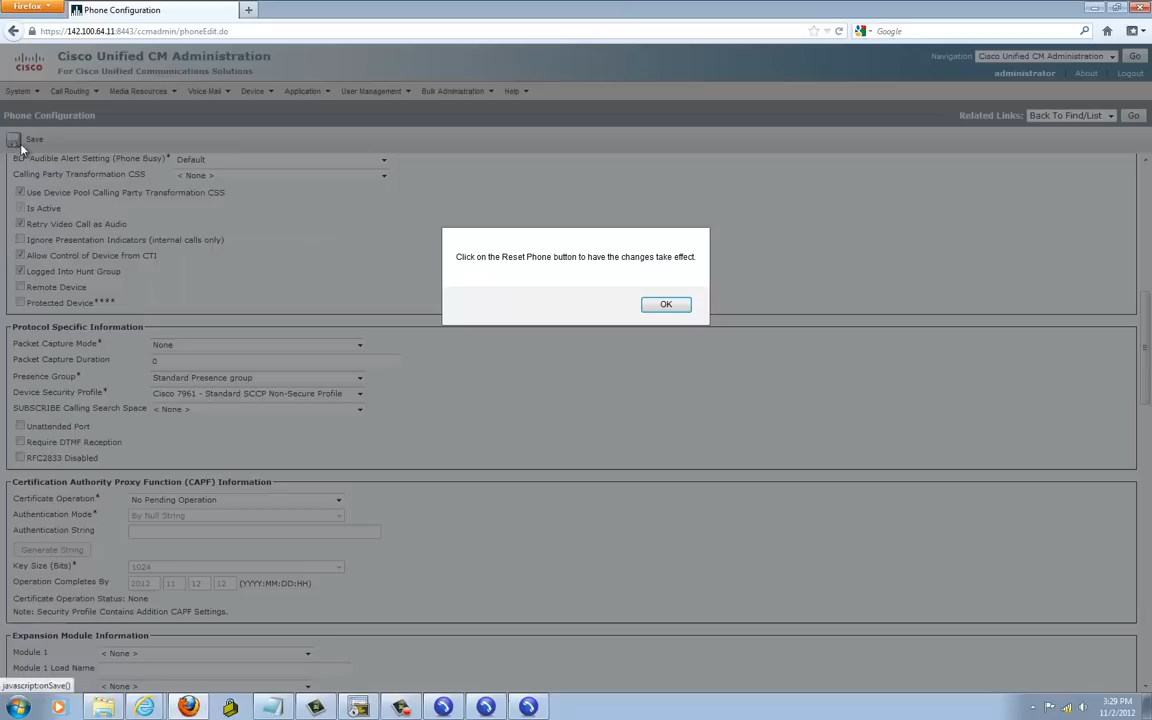 Firefox
Phone Configuration
https://142.100.64.11:8443/ccmadmin/phoneEdit.do
Google
CISCO
Cisco Unified CM Administration
For Cisco Unified Communications Solutions
Navigation Cisco Unified CM Administration Go
administrator About Logout
System Call Routing Media Resources Voice Mail Device Application User Management Bulk Administration Help
Phone Configuration
Related Links: Back To Find/List Go
Save
BLF Audible Alert Setting (Phone Busy)* Default
Calling Party Transformation CSS < None >
Use Device Pool Calling Party Transformation CSS
Is Active
Retry Video Call as Audio
Ignore Presentation Indicators (internal calls only)
Allow Control of Device from CTI
Logged Into Hunt Group
Remote Device
Protected Device****
Click on the Reset Phone button to have the changes take effect.
OK
Protocol Specific Information
Packet Capture Mode* None
Packet Capture Duration 0
Presence Group* Standard Presence group
Device Security Profile* Cisco 7961 - Standard SCCP Non-Secure Profile
SUBSCRIBE Calling Search Space < None >
Unattended Port
Require DTMF Reception
RFC2833 Disabled
Certification Authority Proxy Function (CAPF) Information
Certificate Operation* No Pending Operation
Authentication Mode* By Null String
Authentication String
Generate String
Key Size (Bits)* 1024
Operation Completes By 2012 11 12 12 (YYYY:MM:DD:HH)
Certificate Operation Status: None
Note: Security Profile Contains Addition CAPF Settings.
Expansion Module Information
Module 1 < None >
Module 1 Load Name
< None >
javascript:onSave()
3:29 PM
11/2/2012